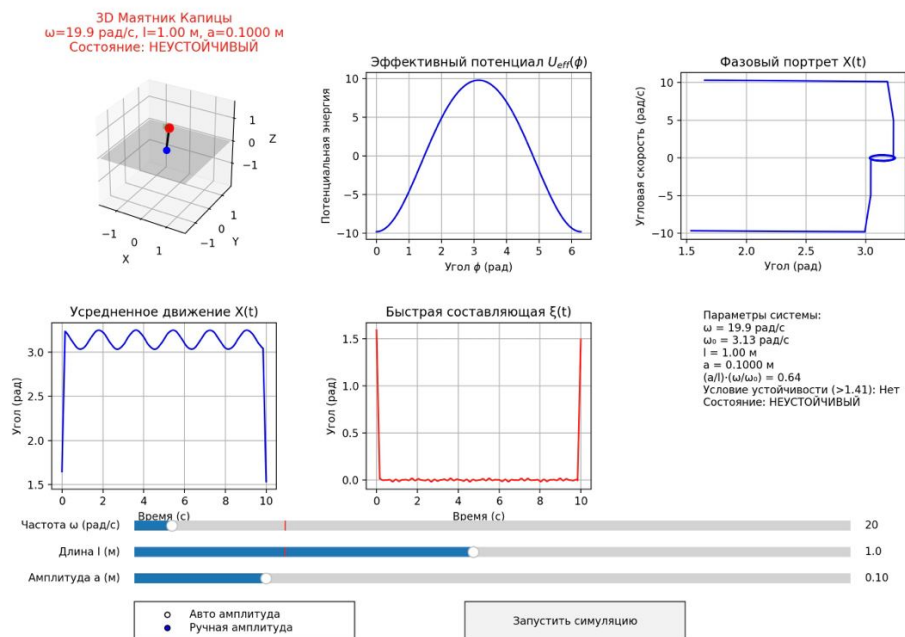 3D Маятник Капицы
ω=19.9 рад/с, l=1.00 м, a=0.1000 м
Состояние: НЕУСТОЙЧИВЫЙ
1
0
−1
Z
−1
0
1
X
−1
0
1
Y
Эффективный потенциал U_eff(ϕ)
Потенциальная энергия
10
5
0
−5
−10
0 1 2 3 4 5 6
Угол ϕ (рад)
Фазовый портрет X(t)
Угловая скорость (рад/с)
10
5
0
−5
−10
1.5 2.0 2.5 3.0
Угол (рад)
Усредненное движение X(t)
Угол (рад)
3.0
2.5
2.0
1.5
0 2 4 6 8 10
Время (с)
Быстрая составляющая ξ(t)
Угол (рад)
1.5
1.0
0.5
0.0
0 2 4 6 8 10
Время (с)
Параметры системы:
ω = 19.9 рад/с
ω₀ = 3.13 рад/с
l = 1.00 м
a = 0.1000 м
(a/l)·(ω/ω₀) = 0.64
Условие устойчивости (>1.41): Нет
Состояние: НЕУСТОЙЧИВЫЙ
Частота ω (рад/с) 20
Длина l (м) 1.0
Амплитуда a (м) 0.10
Авто амплитуда
Ручная амплитуда
Запустить симуляцию